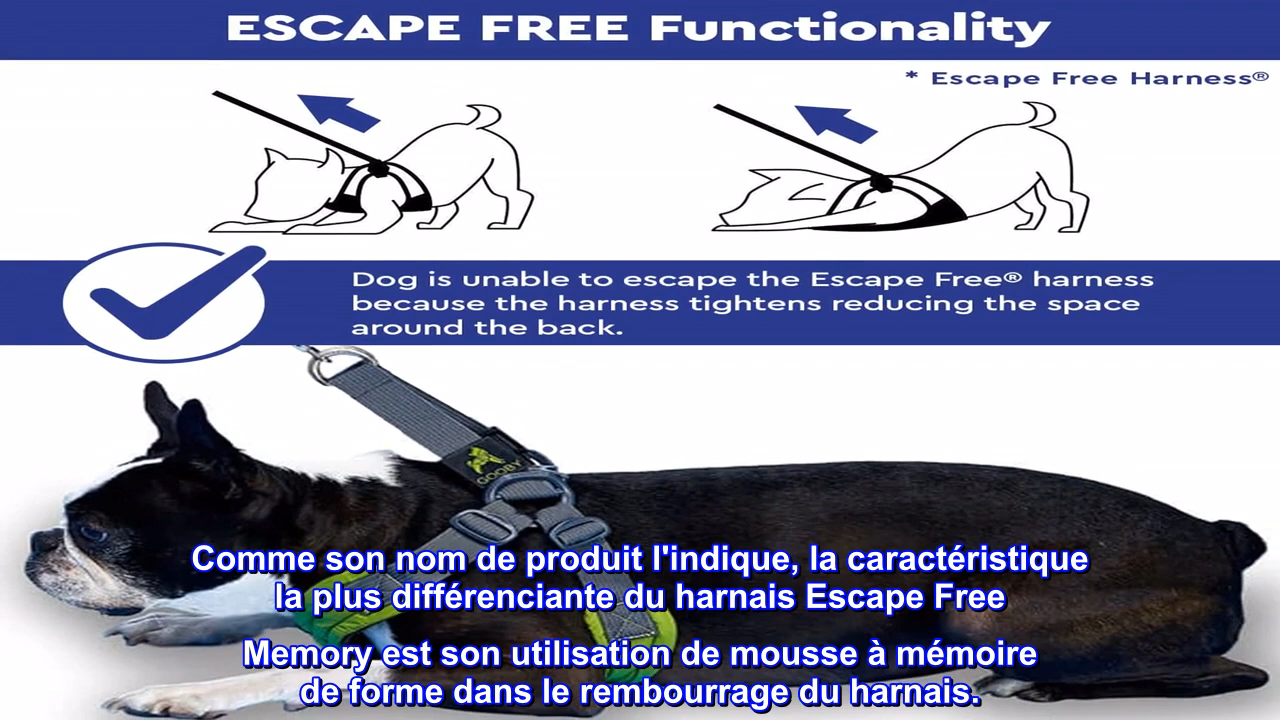 ESCAPE FREE Functionality
* Escape Free Harness®
Dog is unable to escape the Escape Free® harness
because the harness tightens reducing the space
around the back.
GOOBY
Comme son nom de produit l'indique, la caractéristique
la plus différenciante du harnais Escape Free
Memory est son utilisation de mousse à mémoire
de forme dans le rembourrage du harnais.